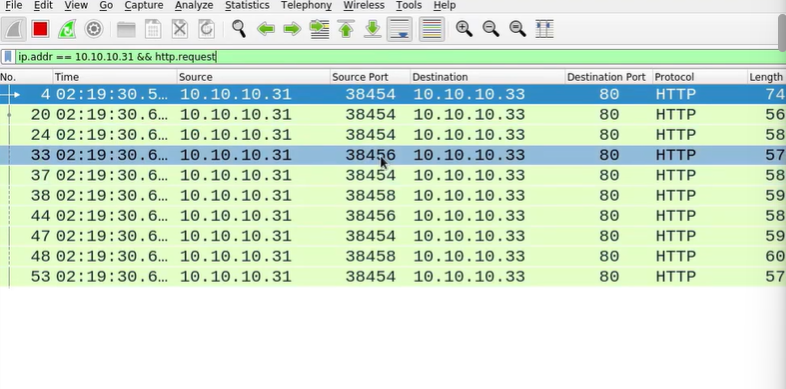 File Edit View Go Capture Analyze Statistics Telephony Wireless Tools Help
ip.addr == 10.10.10.31 && http.request
No. Time Source Source Port Destination Destination Port Protocol Length
4 02:19:30.5… 10.10.10.31 38454 10.10.10.33 80 HTTP 74
20 02:19:30.6… 10.10.10.31 38454 10.10.10.33 80 HTTP 56
24 02:19:30.6… 10.10.10.31 38454 10.10.10.33 80 HTTP 58
33 02:19:30.6… 10.10.10.31 38456 10.10.10.33 80 HTTP 57
37 02:19:30.6… 10.10.10.31 38454 10.10.10.33 80 HTTP 58
38 02:19:30.6… 10.10.10.31 38458 10.10.10.33 80 HTTP 59
44 02:19:30.6… 10.10.10.31 38456 10.10.10.33 80 HTTP 58
47 02:19:30.6… 10.10.10.31 38454 10.10.10.33 80 HTTP 59
48 02:19:30.6… 10.10.10.31 38458 10.10.10.33 80 HTTP 60
53 02:19:30.6… 10.10.10.31 38454 10.10.10.33 80 HTTP 57